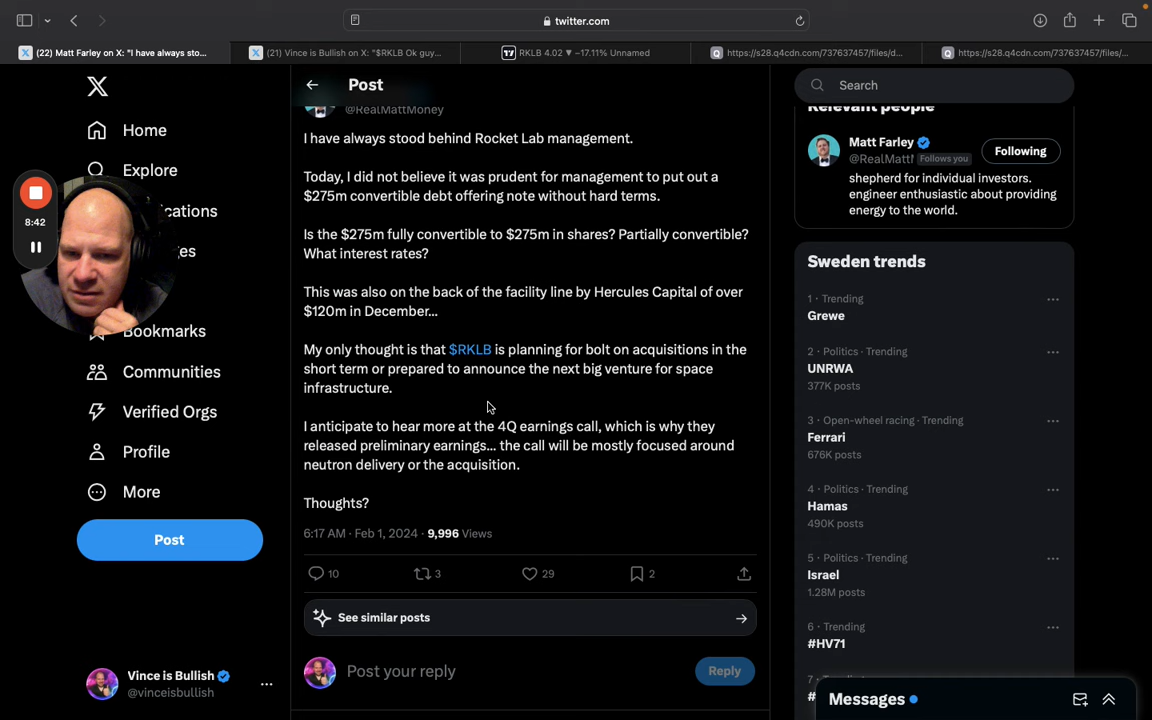 twitter.com
(22) Matt Farley on X: "I have always sto...
(21) Vince is Bullish on X: "$RKLB Ok guy...
RKLB 4.02 ▼ −17.11% Unnamed
https://s28.q4cdn.com/737637457/files/d...
https://s28.q4cdn.com/737637457/files/...
Home
Explore
cations
es
Bookmarks
Communities
Verified Orgs
Profile
More
Post
Vince is Bullish
@vinceisbullish
8:42
Post
@RealMattMoney
I have always stood behind Rocket Lab management.
Today, I did not believe it was prudent for management to put out a
$275m convertible debt offering note without hard terms.
Is the $275m fully convertible to $275m in shares? Partially convertible?
What interest rates?
This was also on the back of the facility line by Hercules Capital of over
$120m in December...
My only thought is that $RKLB is planning for bolt on acquisitions in the
short term or prepared to announce the next big venture for space
infrastructure.
I anticipate to hear more at the 4Q earnings call, which is why they
released preliminary earnings... the call will be mostly focused around
neutron delivery or the acquisition.
Thoughts?
6:17 AM · Feb 1, 2024 · 9,996 Views
10
3
29
2
See similar posts
Post your reply
Reply
Search
Relevant people
Matt Farley
@RealMattM Follows you
Following
shepherd for individual investors.
engineer enthusiastic about providing
energy to the world.
Sweden trends
1 · Trending
Grewe
2 · Politics · Trending
UNRWA
377K posts
3 · Open-wheel racing · Trending
Ferrari
676K posts
4 · Politics · Trending
Hamas
490K posts
5 · Politics · Trending
Israel
1.28M posts
6 · Trending
#HV71
7 · Trending
#
Messages